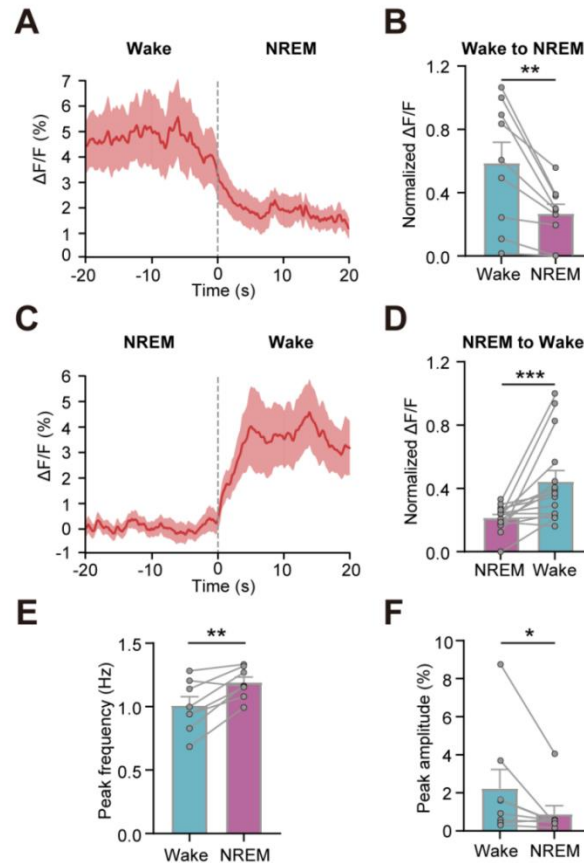 A
Wake NREM
ΔF/F (%)
7
6
5
4
3
2
1
0
-20 -10 0 10 20
Time (s)
B
Wake to NREM
**
Normalized ΔF/F
1.2
0.8
0.4
0.0
Wake NREM
C
NREM Wake
ΔF/F (%)
6
5
4
3
2
1
0
-1
-20 -10 0 10 20
Time (s)
D
NREM to Wake
***
Normalized ΔF/F
1.2
0.8
0.4
0.0
NREM Wake
E
**
Peak frequency (Hz)
1.5
1.0
1.5
0.0
Wake NREM
F
*
Peak amplitude (%)
10
8
6
4
2
0
Wake NREM